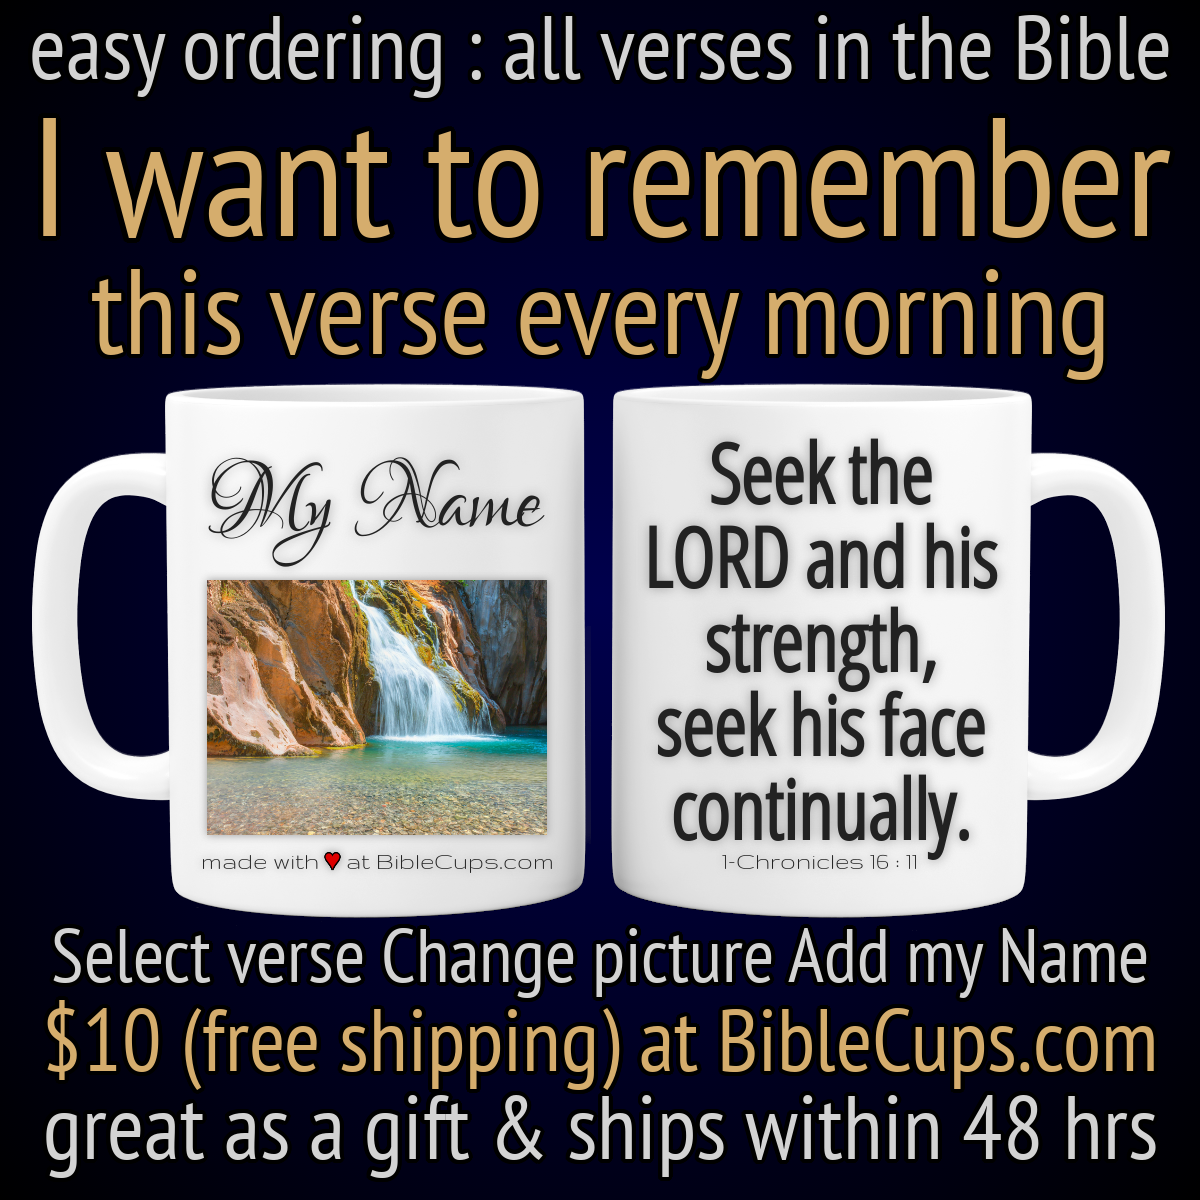 easy ordering : all verses in the Bible
I want to remember
this verse every morning
My Name
made with ♥ at BibleCups.com
Seek the
LORD and his
strength,
seek his face
continually.
1-Chronicles 16 : 11
Select verse Change picture Add my Name
$10 (free shipping) at BibleCups.com
great as a gift & ships within 48 hrs